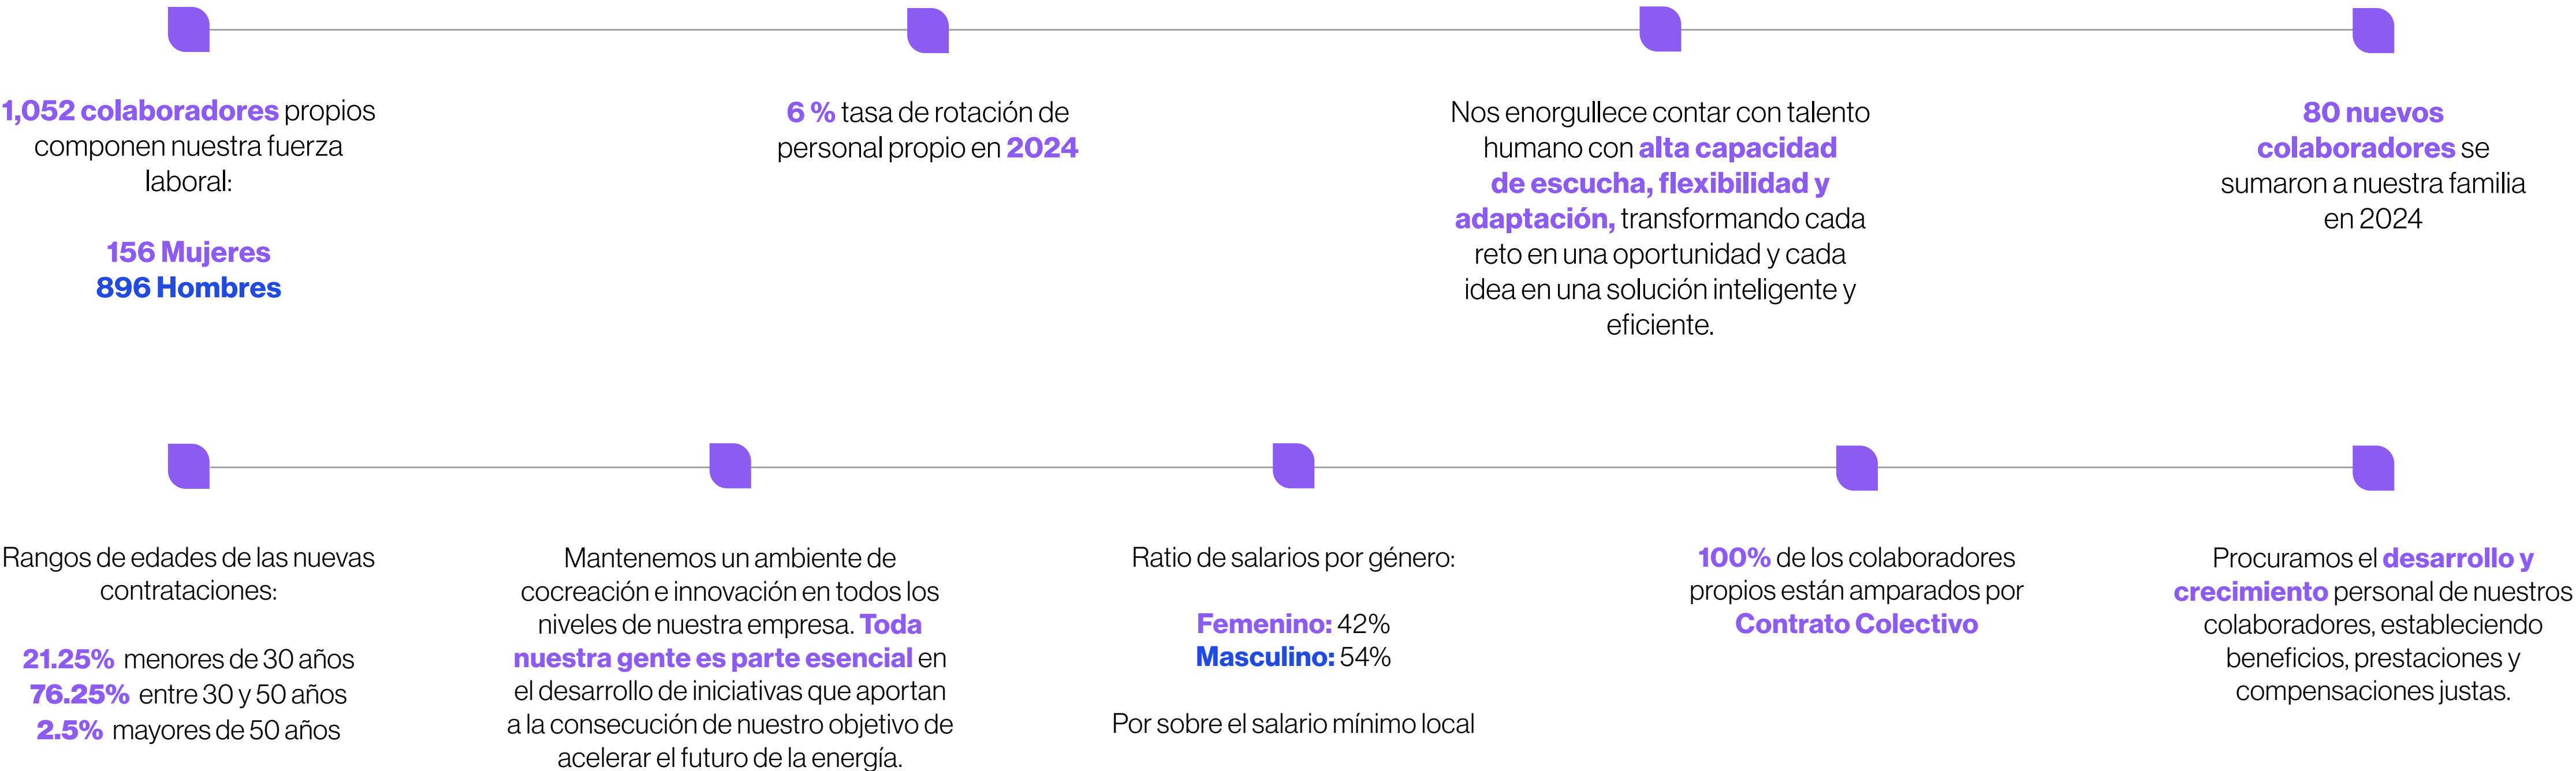 1,052 colaboradores propios
componen nuestra fuerza
laboral:
156 Mujeres
896 Hombres
6 % tasa de rotación de
personal propio en 2024
Nos enorgullece contar con talento
humano con alta capacidad
de escucha, flexibilidad y
adaptación, transformando cada
reto en una oportunidad y cada
idea en una solución inteligente y
eficiente.
80 nuevos
colaboradores se
sumaron a nuestra familia
en 2024
Rangos de edades de las nuevas
contrataciones:
21.25% menores de 30 años
76.25% entre 30 y 50 años
2.5% mayores de 50 años
Mantenemos un ambiente de
cocreación e innovación en todos los
niveles de nuestra empresa. Toda
nuestra gente es parte esencial en
el desarrollo de iniciativas que aportan
a la consecución de nuestro objetivo de
acelerar el futuro de la energía.
Ratio de salarios por género:
Femenino: 42%
Masculino: 54%
Por sobre el salario mínimo local
100% de los colaboradores
propios están amparados por
Contrato Colectivo
Procuramos el desarrollo y
crecimiento personal de nuestros
colaboradores, estableciendo
beneficios, prestaciones y
compensaciones justas.